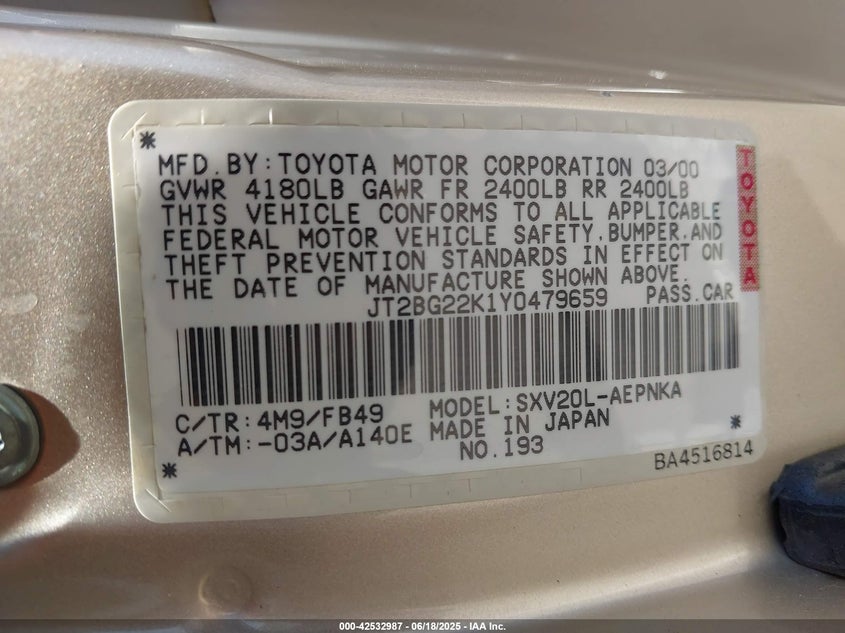 MFD.BY:TOYOTA MOTOR CORPORATION 03/00
GVWR 4180LB GAWR FR 2400LB RR 2400LB
THIS VEHICLE CONFORMS TO ALL APPLICABLE
FEDERAL MOTOR VEHICLE SAFETY,BUMPER,AND
THEFT PREVENTION STANDARDS IN EFFECT ON
THE DATE OF MANUFACTURE SHOWN ABOVE.
JT2BG22K1Y0479659 PASS.CAR
TOYOTA
C/TR:4M9/FB49 MODEL:SXV20L-AEPNKA
A/TM:-03A/A140E MADE IN JAPAN
NO.193
BA4516814
000-42532987 - 06/18/2025 - IAA Inc.